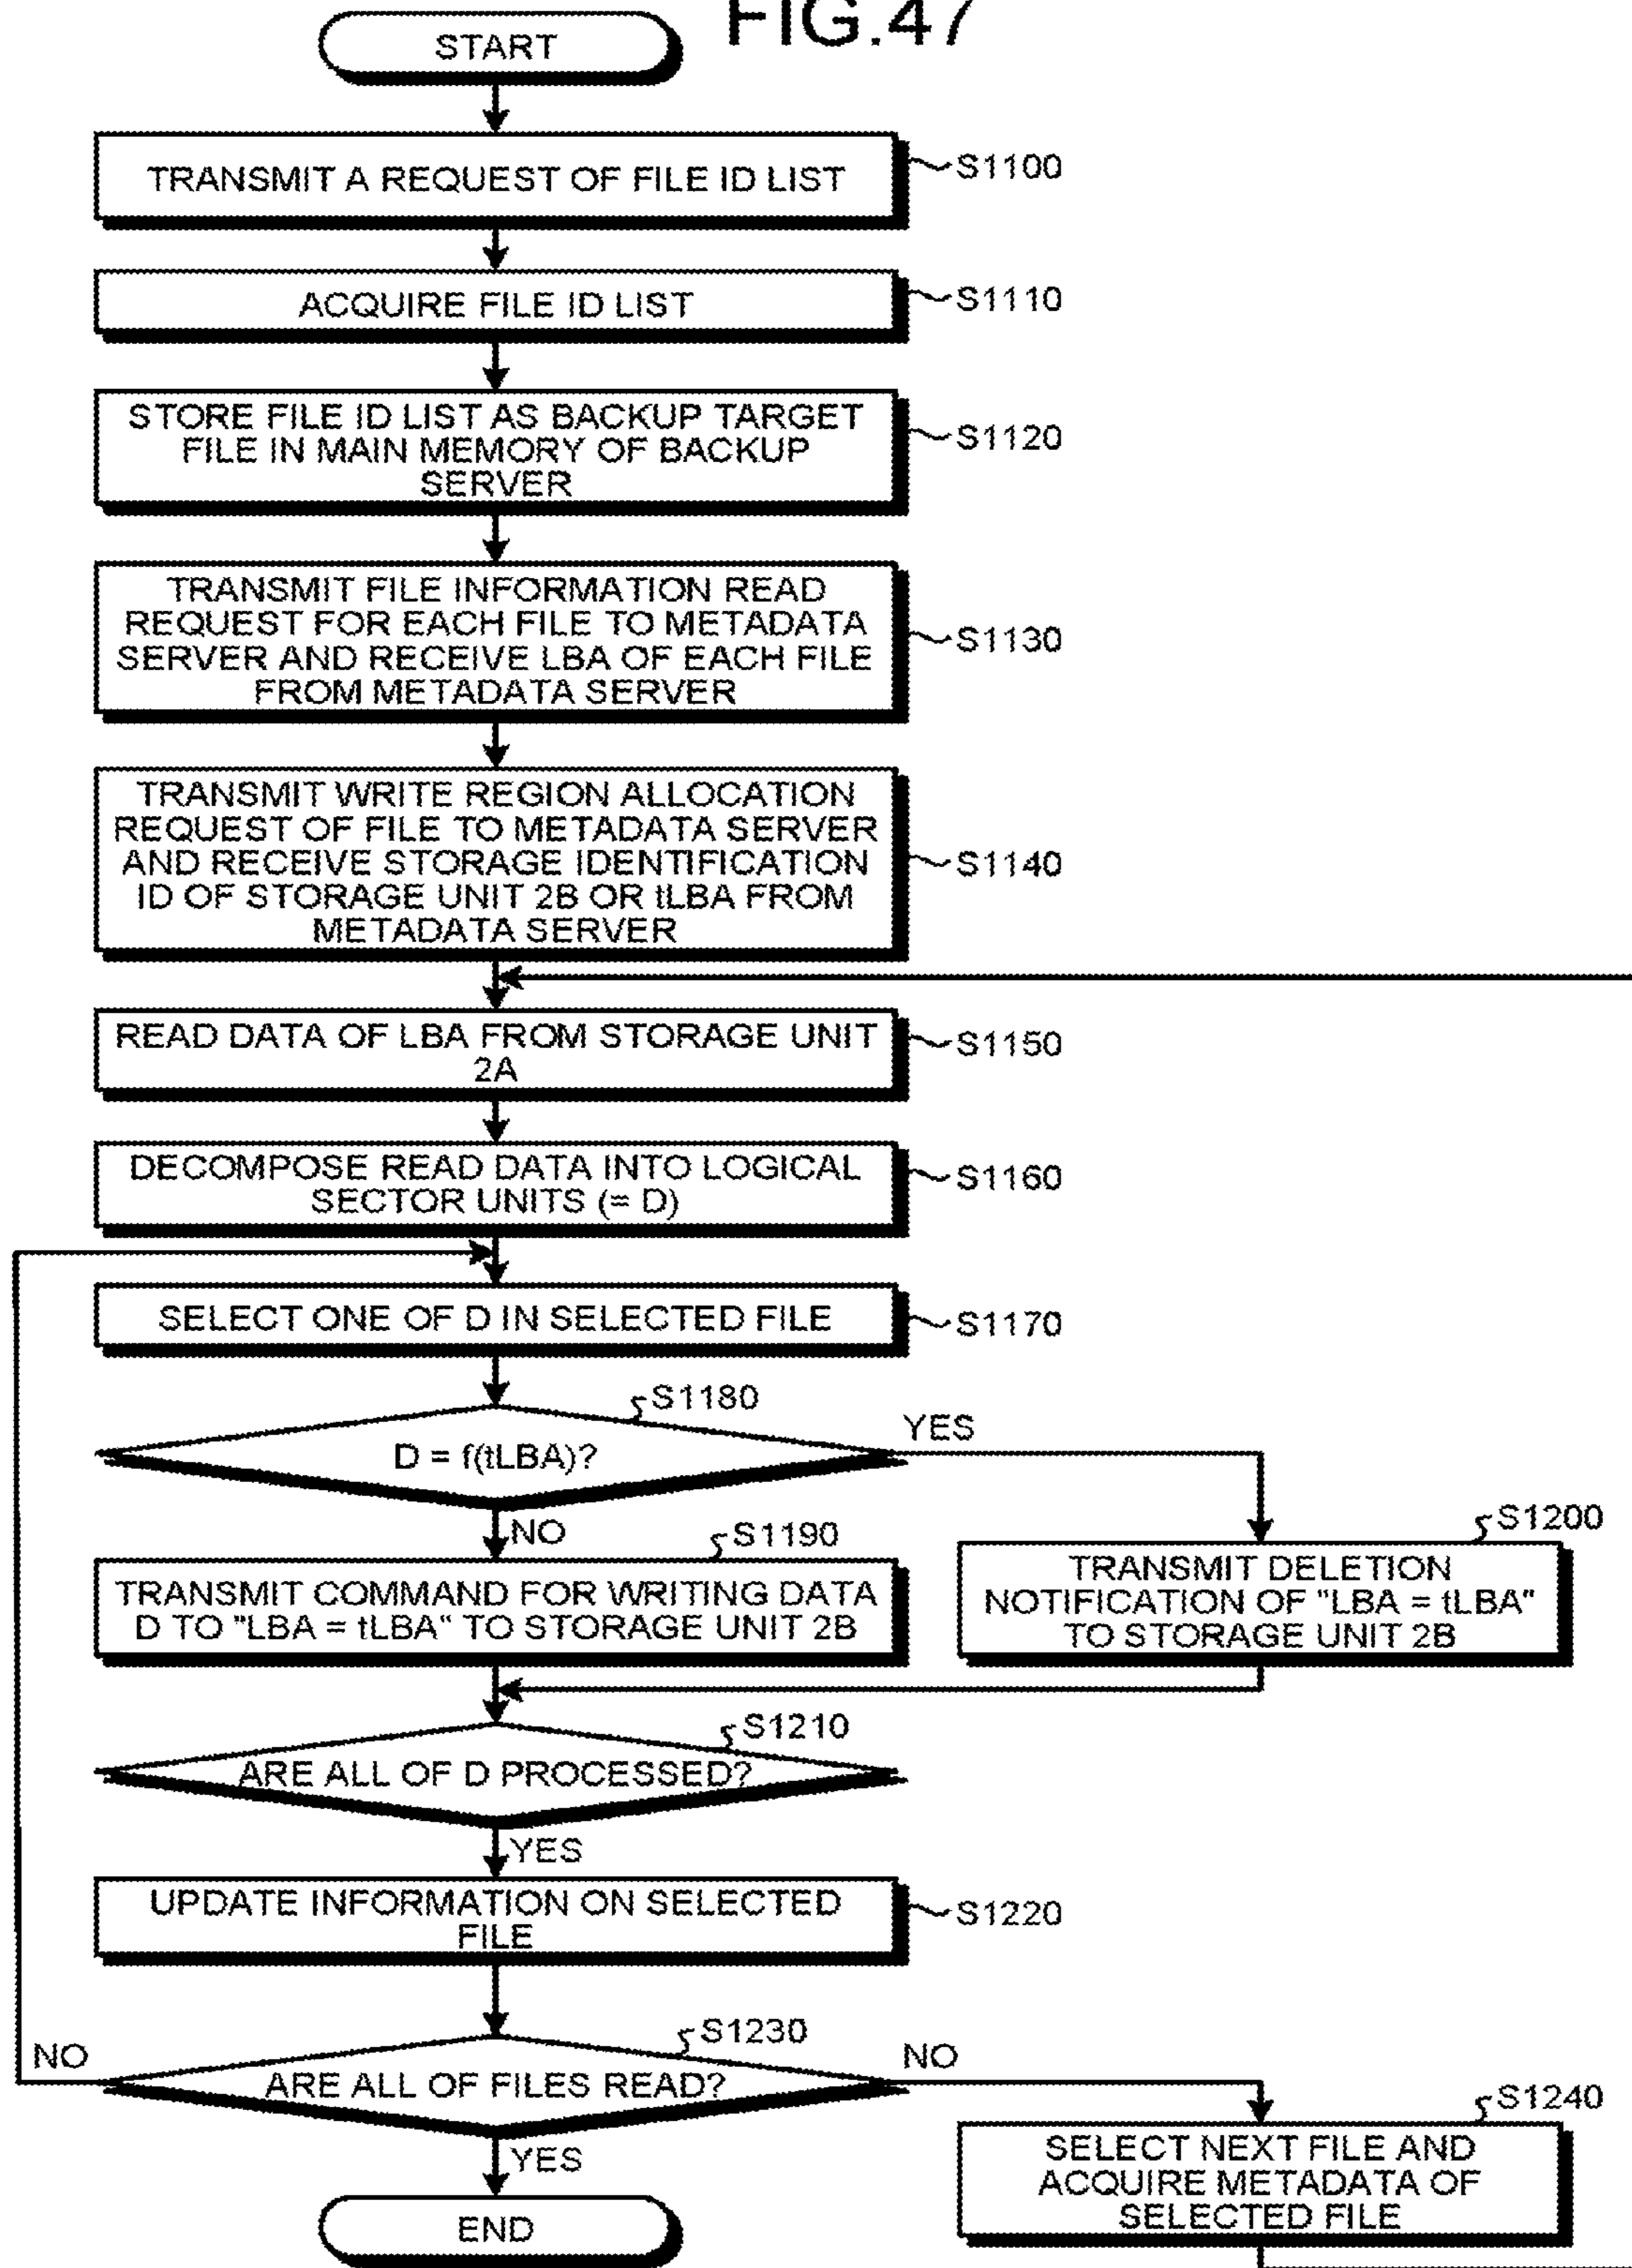 FIG.47
START
TRANSMIT A REQUEST OF FILE ID LIST
S1100
ACQUIRE FILE ID LIST
S1110
STORE FILE ID LIST AS BACKUP TARGET
FILE IN MAIN MEMORY OF BACKUP
SERVER
S1120
TRANSMIT FILE INFORMATION READ
REQUEST FOR EACH FILE TO METADATA
SERVER AND RECEIVE LBA OF EACH FILE
FROM METADATA SERVER
S1130
TRANSMIT WRITE REGION ALLOCATION
REQUEST OF FILE TO METADATA SERVER
AND RECEIVE STORAGE IDENTIFICATION
ID OF STORAGE UNIT 2B OR tLBA FROM
METADATA SERVER
S1140
READ DATA OF LBA FROM STORAGE UNIT
2A
S1150
DECOMPOSE READ DATA INTO LOGICAL
SECTOR UNITS (= D)
S1160
SELECT ONE OF D IN SELECTED FILE
S1170
S1180
D = f(tLBA)?
YES
NO
S1190
TRANSMIT COMMAND FOR WRITING DATA
D TO "LBA = tLBA" TO STORAGE UNIT 2B
S1200
TRANSMIT DELETION
NOTIFICATION OF "LBA = tLBA"
TO STORAGE UNIT 2B
S1210
ARE ALL OF D PROCESSED?
YES
UPDATE INFORMATION ON SELECTED
FILE
S1220
S1230
NO
ARE ALL OF FILES READ?
NO
YES
S1240
SELECT NEXT FILE AND
ACQUIRE METADATA OF
SELECTED FILE
END